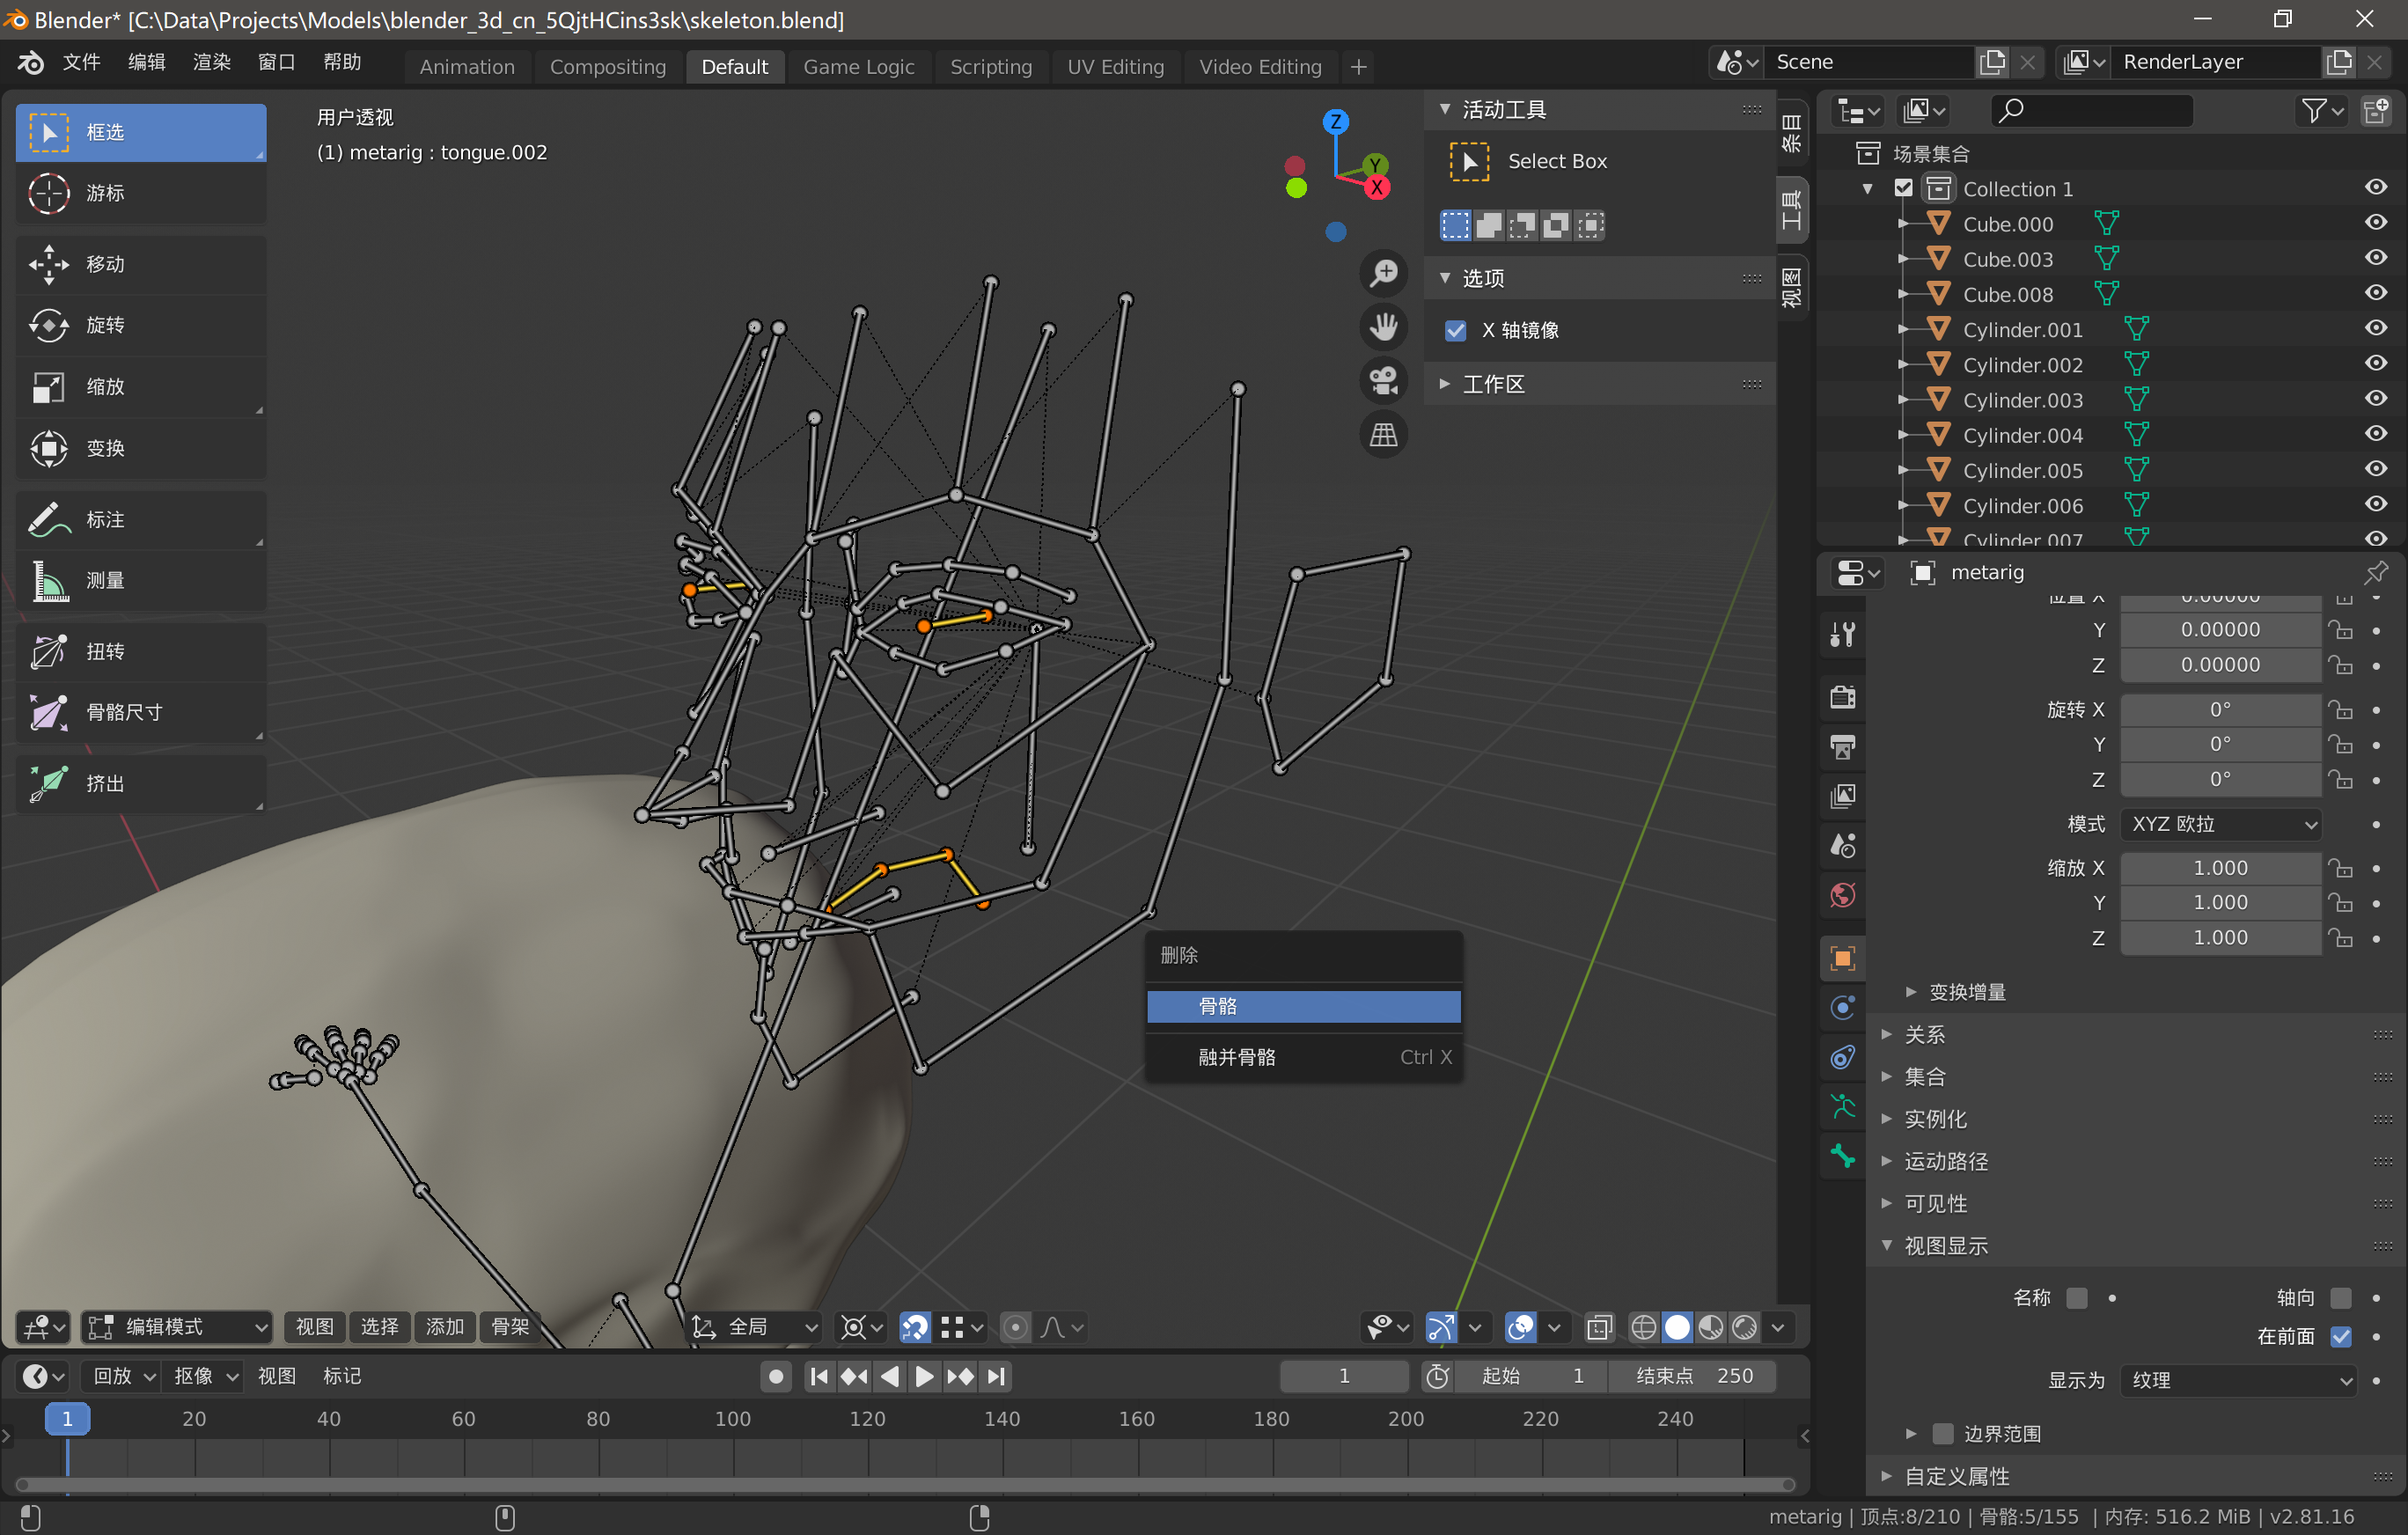 Blender* [C:\Data\Projects\Models\blender_3d_cn_5QjtHCins3sk\skeleton.blend]
文件 编辑 渲染 窗口 帮助 Animation Compositing Default Game Logic Scripting UV Editing Video Editing + Scene RenderLayer
框选
游标
移动
旋转
缩放
变换
标注
测量
扭转
骨骼尺寸
挤出
用户透视
(1) metarig : tongue.002
Z
Y
X
活动工具
Select Box
选项
X 轴镜像
工作区
条目
工具
视图
删除
骨骼
融并骨骼 Ctrl X
编辑模式 视图 选择 添加 骨架 全局
场景集合
Collection 1
Cube.000
Cube.003
Cube.008
Cylinder.001
Cylinder.002
Cylinder.003
Cylinder.004
Cylinder.005
Cylinder.006
Cylinder.007
metarig
位置 X 0.00000
Y 0.00000
Z 0.00000
旋转 X 0°
Y 0°
Z 0°
模式 XYZ 欧拉
缩放 X 1.000
Y 1.000
Z 1.000
变换增量
关系
集合
实例化
运动路径
可见性
视图显示
名称 轴向
在前面
显示为 纹理
边界范围
自定义属性
回放 抠像 视图 标记 1 起始 1 结束点 250
1 20 40 60 80 100 120 140 160 180 200 220 240
metarig | 顶点:8/210 | 骨骼:5/155 | 内存: 516.2 MiB | v2.81.16